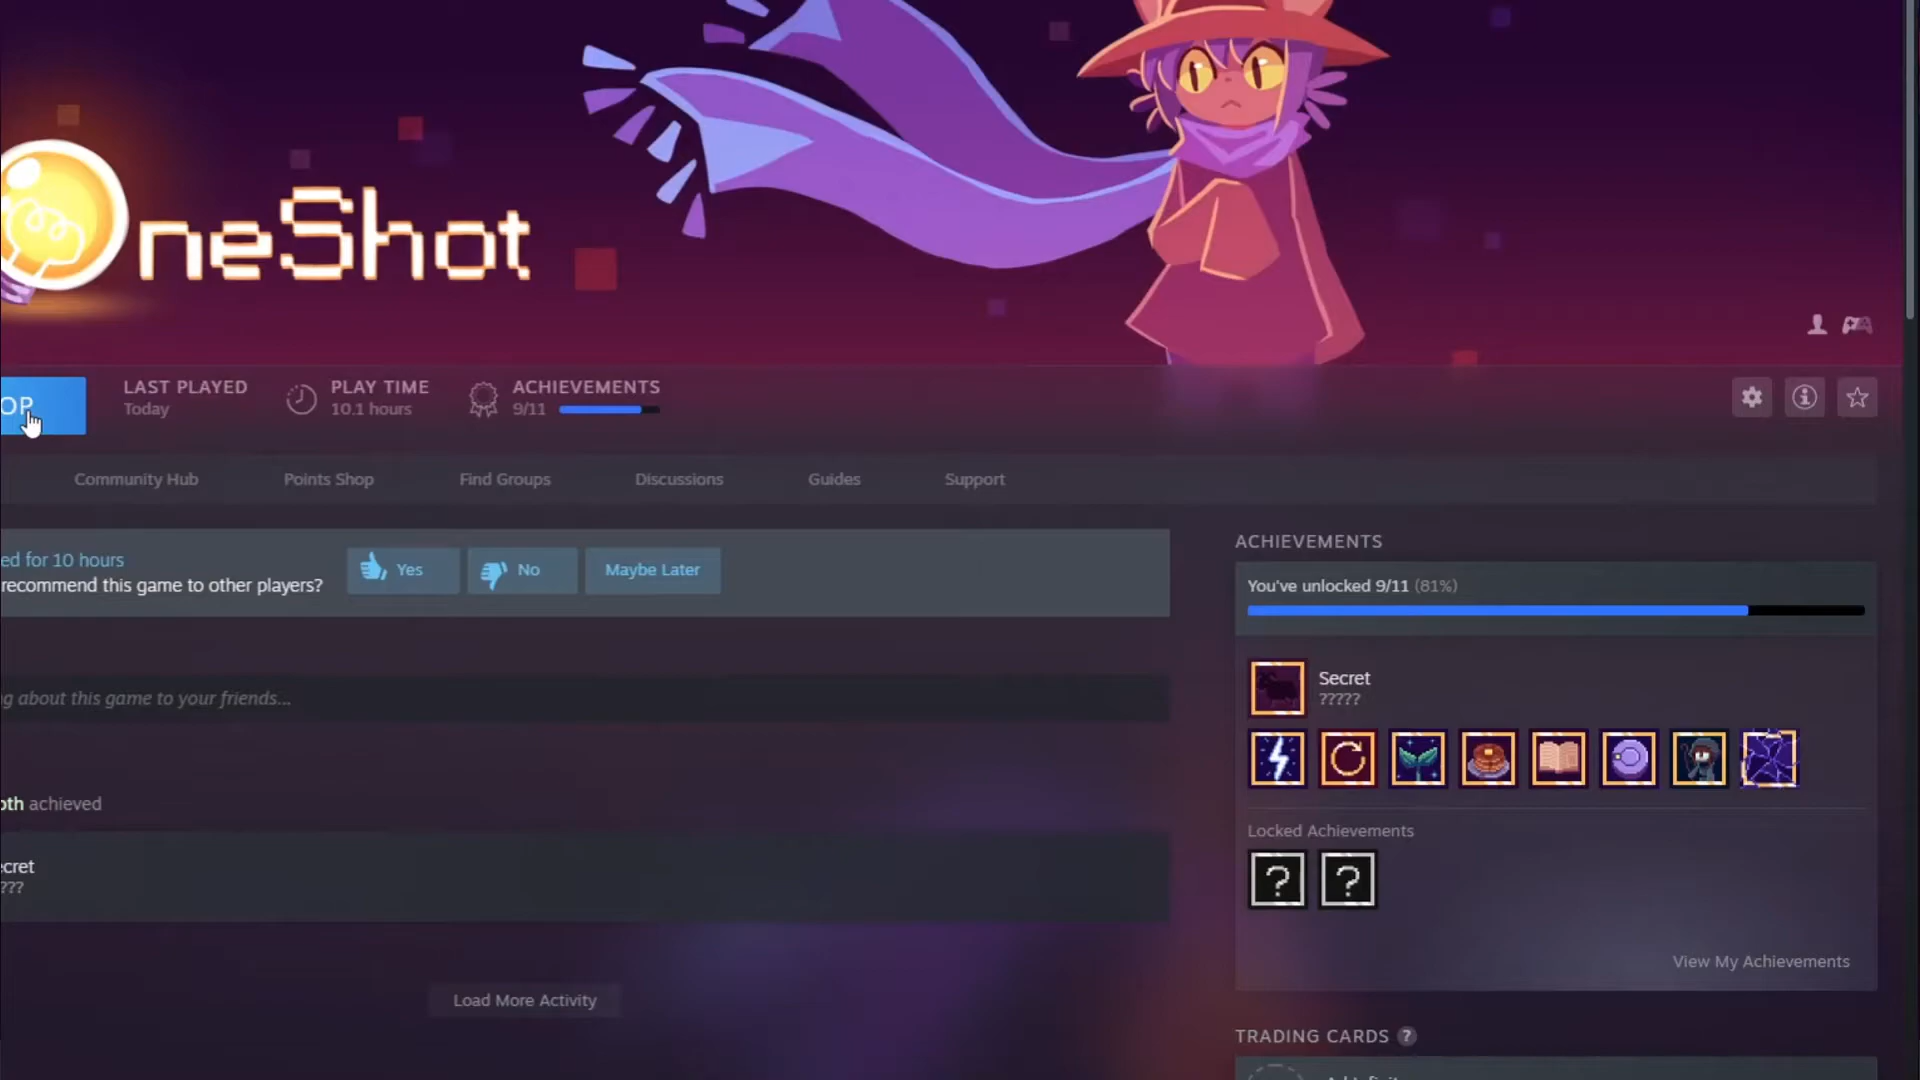 OneShot
OP
LAST PLAYED
Today
PLAY TIME
10.1 hours
ACHIEVEMENTS
9/11
Community Hub
Points Shop
Find Groups
Discussions
Guides
Support
ed for 10 hours
recommend this game to other players?
Yes
No
Maybe Later
g about this game to your friends...
oth achieved
ecret
???
Load More Activity
ACHIEVEMENTS
You've unlocked 9/11 (81%)
Secret
?????
Locked Achievements
?
?
View My Achievements
TRADING CARDS ?